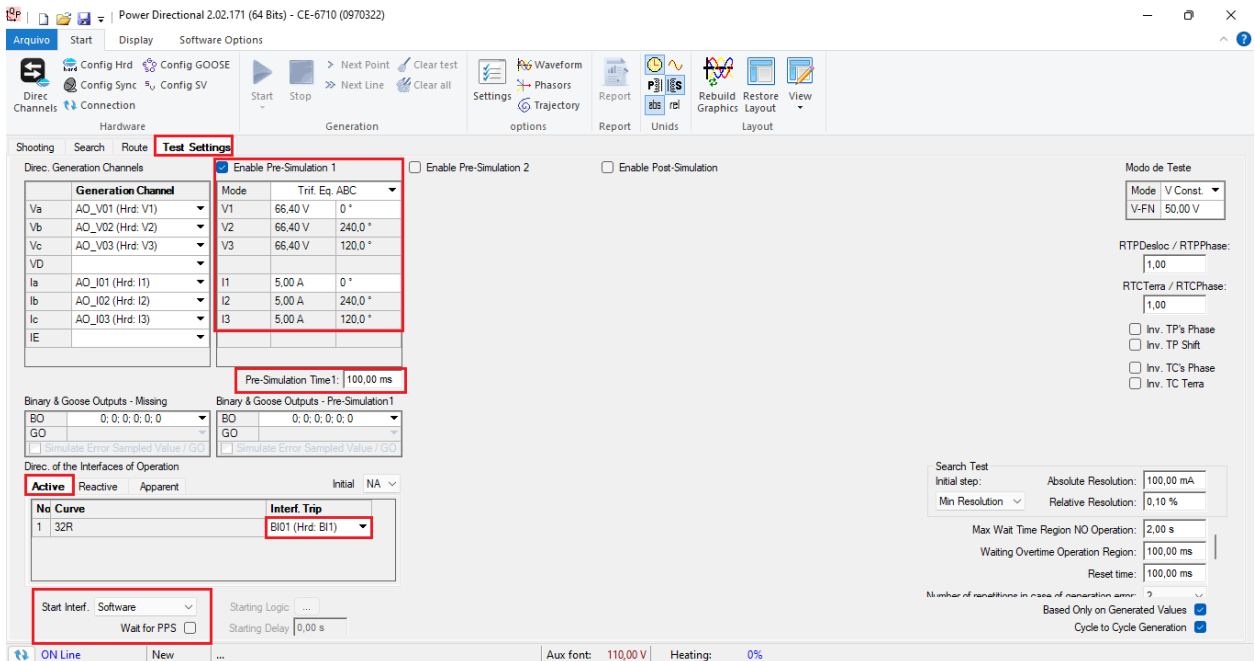 Power Directional 2.02.171 (64 Bits) - CE-6710 (0970322)
Arquivo Start Display Software Options
Config Hrd Config GOOSE
Config Sync Config SV
Direc Channels Connection
Hardware
Start Stop
Next Point Clear test
Next Line Clear all
Generation
Settings
Waveform
Phasors
Trajectory
options
Report
Report
abs rel
Unids
Rebuild Graphics Restore Layout View
Layout
Shooting Search Route Test Settings
Direc. Generation Channels
Generation Channel
Va AO_V01 (Hrd: V1)
Vb AO_V02 (Hrd: V2)
Vc AO_V03 (Hrd: V3)
VD
Ia AO_I01 (Hrd: I1)
Ib AO_I02 (Hrd: I2)
Ic AO_I03 (Hrd: I3)
IE
Enable Pre-Simulation 1
Mode Trif. Eq. ABC
V1 66,40 V 0 °
V2 66,40 V 240,0 °
V3 66,40 V 120,0 °
I1 5,00 A 0 °
I2 5,00 A 240,0 °
I3 5,00 A 120,0 °
Pre-Simulation Time1: 100,00 ms
Enable Pre-Simulation 2
Enable Post-Simulation
Binary & Goose Outputs - Missing
BO 0; 0; 0; 0; 0; 0
GO
Simulate Error Sampled Value / GO
Binary & Goose Outputs - Pre-Simulation1
BO 0; 0; 0; 0; 0; 0
GO
Simulate Error Sampled Value / GO
Direc. of the Interfaces of Operation
Active Reactive Apparent Initial NA
No Curve Interf. Trip
1 32R BI01 (Hrd: BI1)
Start Interf. Software
Wait for PPS
Starting Logic ...
Starting Delay 0,00 s
Modo de Teste
Mode V Const.
V-FN 50,00 V
RTPDesloc / RTPPhase:
1,00
RTCTerra / RTCPhase:
1,00
Inv. TP's Phase
Inv. TP Shift
Inv. TC's Phase
Inv. TC Terra
Search Test
Initial step: Absolute Resolution: 100,00 mA
Min Resolution Relative Resolution: 0,10 %
Max Wait Time Region NO Operation: 2,00 s
Waiting Overtime Operation Region: 100,00 ms
Reset time: 100,00 ms
Number of repetitions in case of generation error: 2
Based Only on Generated Values
Cycle to Cycle Generation
ON Line New ... Aux font: 110,00 V Heating: 0%